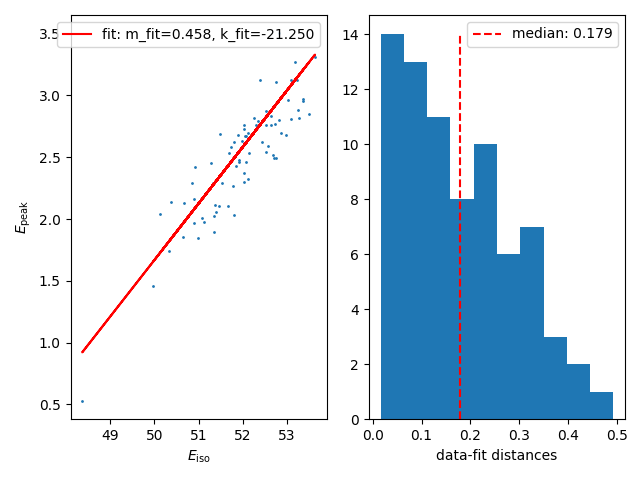 fit: m_fit=0.458, k_fit=-21.250
3.5
3.0
2.5
2.0
1.5
1.0
0.5
E_peak
49 50 51 52 53
E_iso
median: 0.179
14
12
10
8
6
4
2
0
0.0 0.1 0.2 0.3 0.4 0.5
data-fit distances